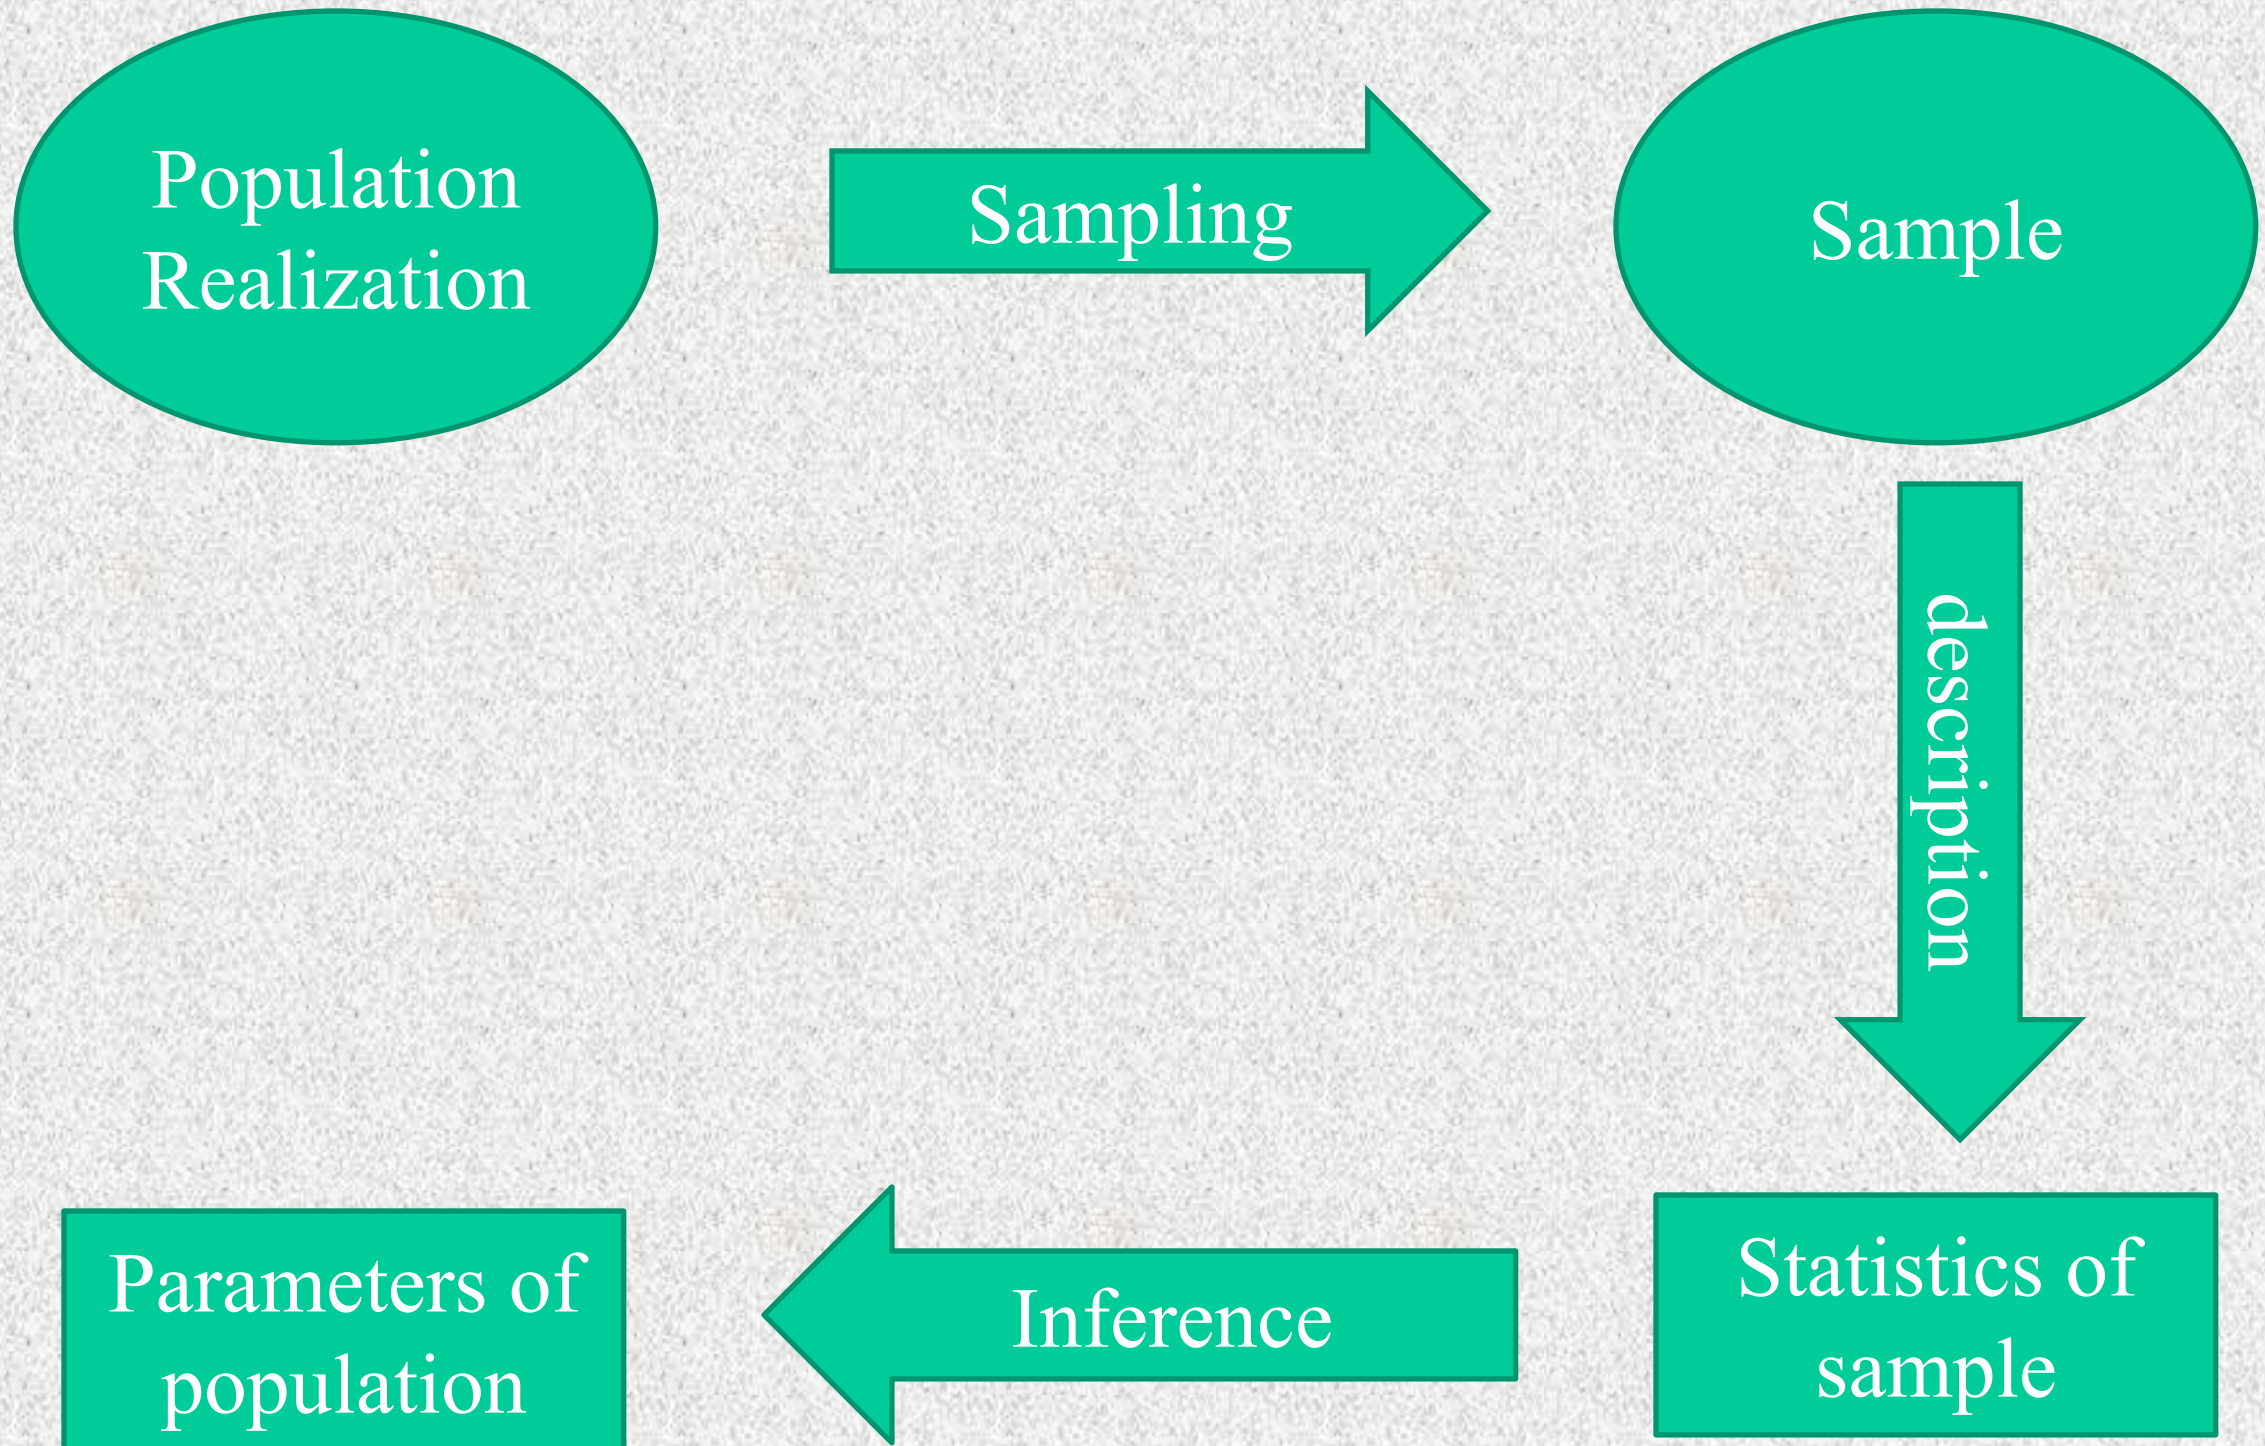 Population
Realization
Sampling
Sample
description
Statistics of
sample
Inference
Parameters of
population